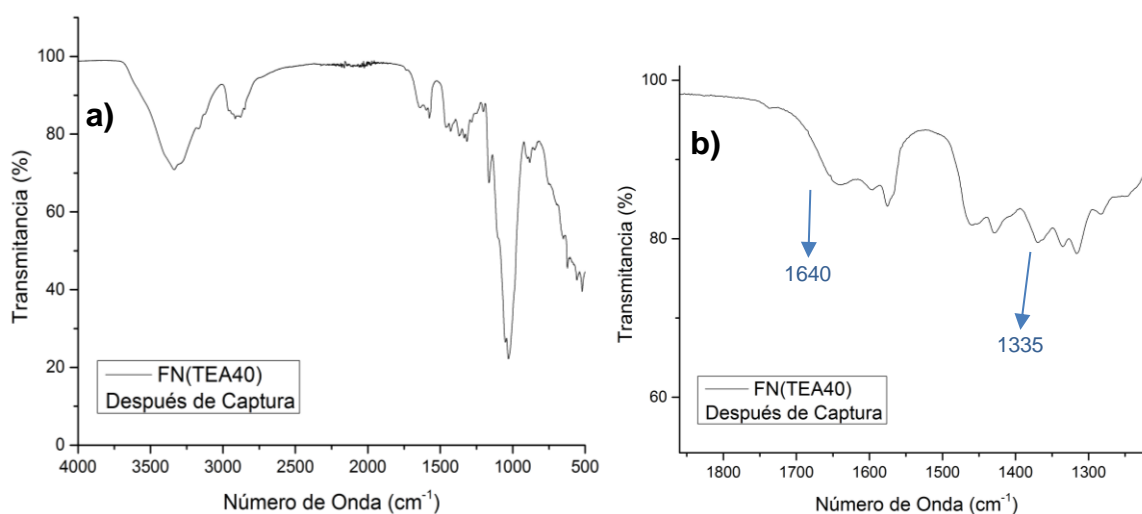 a)
Transmitancia (%)
100
80
60
40
20
0
FN(TEA40)
Después de Captura
4000 3500 3000 2500 2000 1500 1000 500
Número de Onda (cm⁻¹)
b)
Transmitancia (%)
100
80
60
1640
1335
FN(TEA40)
Después de Captura
1800 1700 1600 1500 1400 1300
Número de Onda (cm⁻¹)